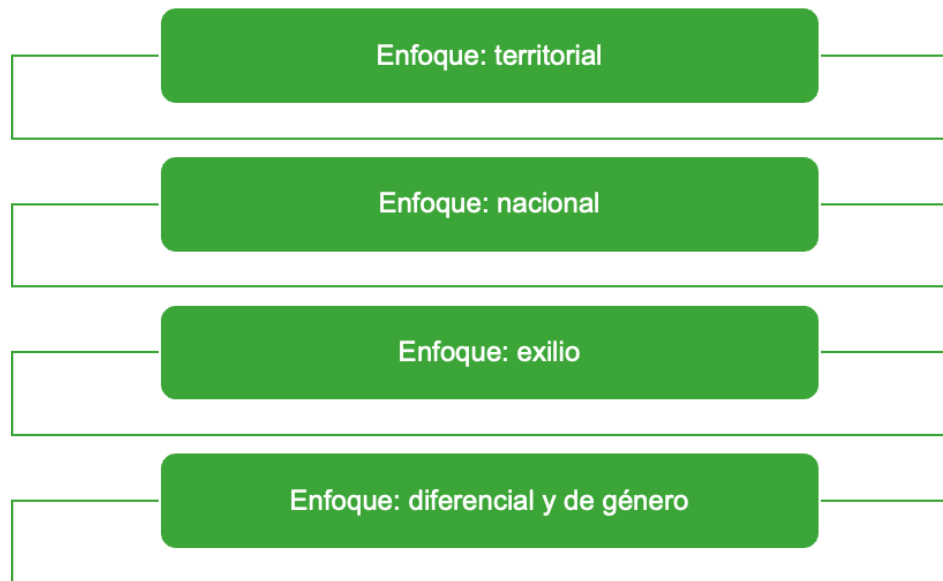 Enfoque: territorial
Enfoque: nacional
Enfoque: exilio
Enfoque: diferencial y de género